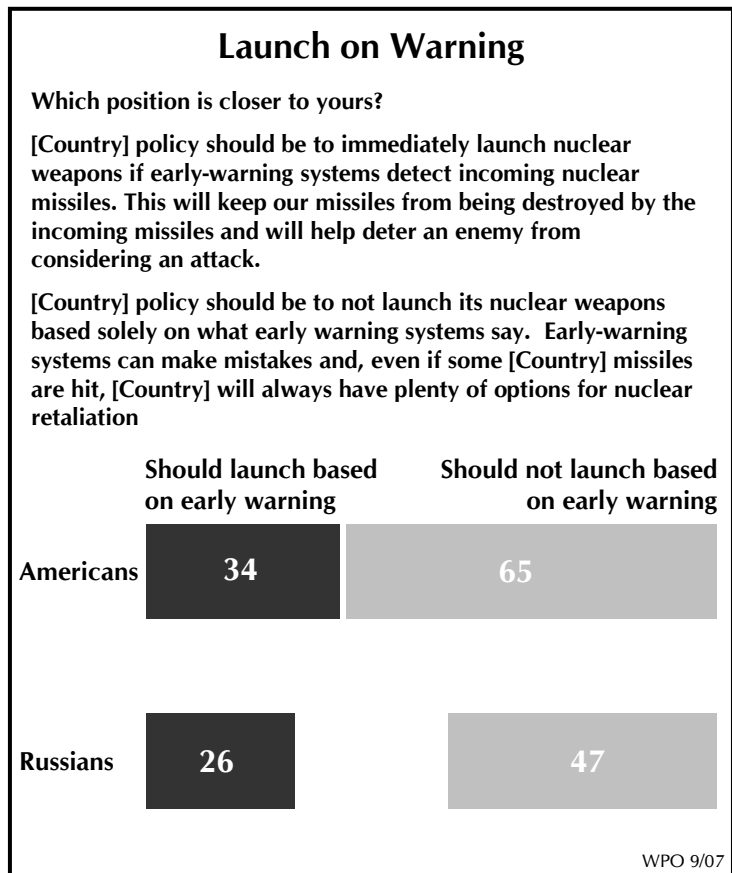 Launch on Warning
Which position is closer to yours?
[Country] policy should be to immediately launch nuclear
weapons if early-warning systems detect incoming nuclear
missiles. This will keep our missiles from being destroyed by the
incoming missiles and will help deter an enemy from
considering an attack.
[Country] policy should be to not launch its nuclear weapons
based solely on what early warning systems say. Early-warning
systems can make mistakes and, even if some [Country] missiles
are hit, [Country] will always have plenty of options for nuclear
retaliation
Should launch based
on early warning
Should not launch based
on early warning
Americans 34 65
Russians 26 47
WPO 9/07